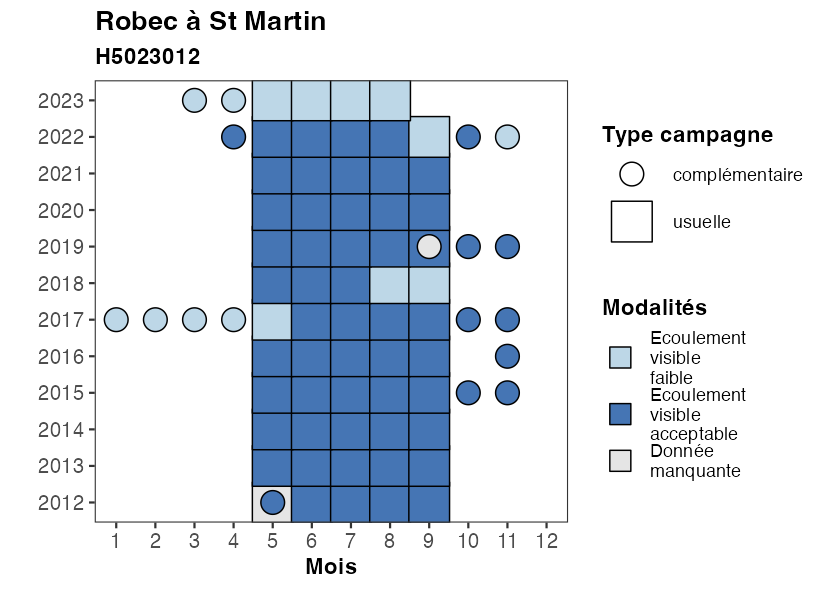 Robec à St Martin
H5023012
2023
2022
2021
2020
2019
2018
2017
2016
2015
2014
2013
2012
1 2 3 4 5 6 7 8 9 10 11 12
Mois
Type campagne
complémentaire
usuelle
Modalités
Ecoulement
visible
faible
Ecoulement
visible
acceptable
Donnée
manquante